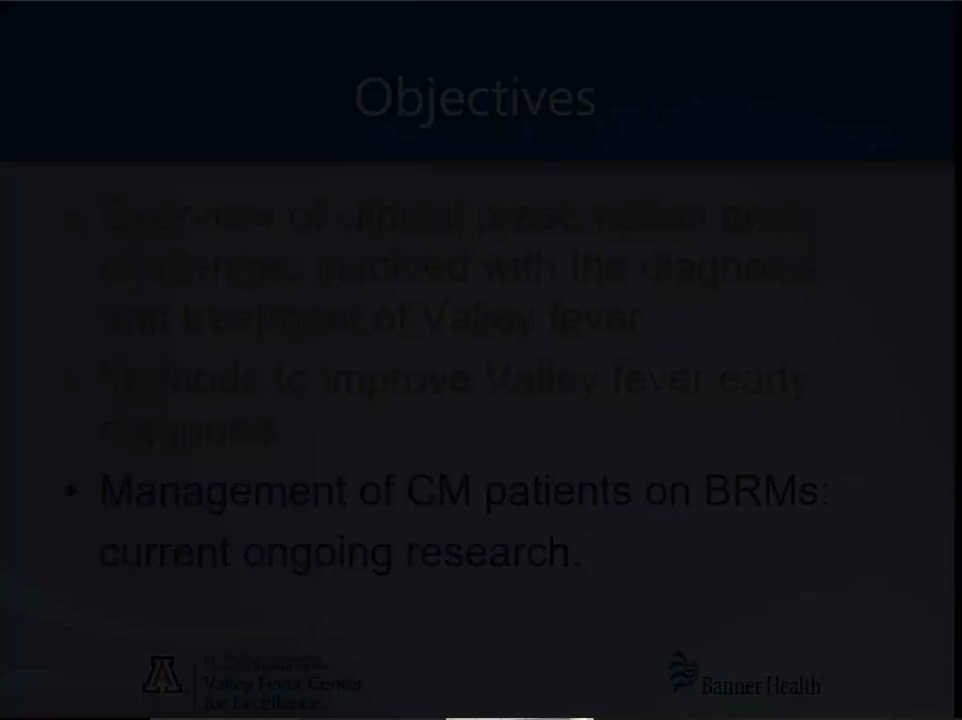 Objectives
• Overview of clinical presentation and
challenges involved with the diagnosis
and treatment of Valley fever
• Methods to improve Valley fever early
diagnosis
• Management of CM patients on BRMs:
current ongoing research.
A
Valley Fever Center
for Excellence
Banner Health